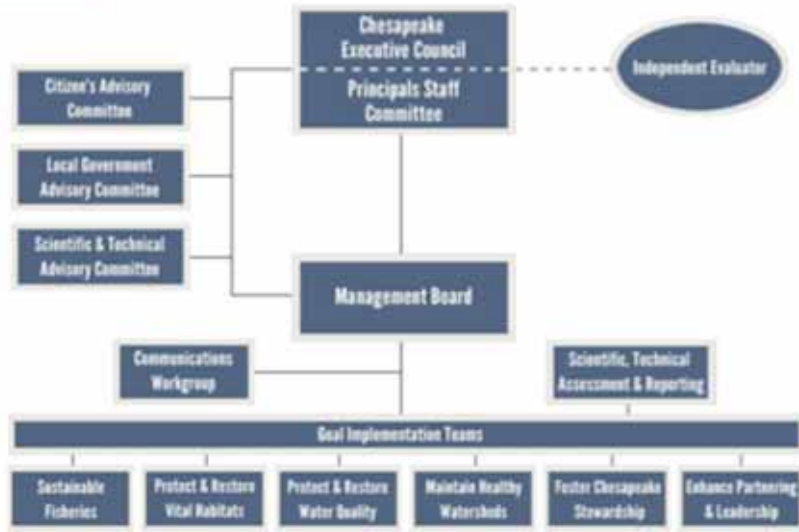 Chesapeake
Executive Council
Principals Staff
Committee
Independent Evaluator
Citizen's Advisory
Committee
Local Government
Advisory Committee
Scientific & Technical
Advisory Committee
Management Board
Communications
Workgroup
Scientific, Technical
Assessment & Reporting
Goal Implementation Teams
Sustainable
Fisheries
Protect & Restore
Vital Habitats
Protect & Restore
Water Quality
Maintain Healthy
Watersheds
Foster Chesapeake
Stewardship
Enhance Partnering
& Leadership